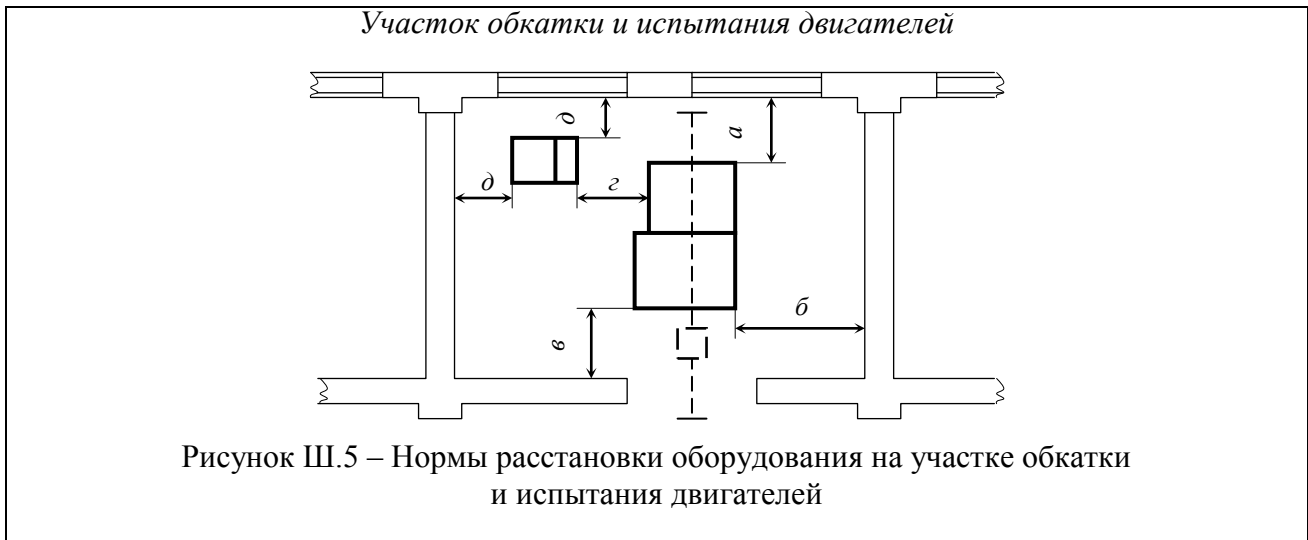 Участок обкатки и испытания двигателей
д
а
д
г
б
в
Рисунок Ш.5 – Нормы расстановки оборудования на участке обкатки
и испытания двигателей